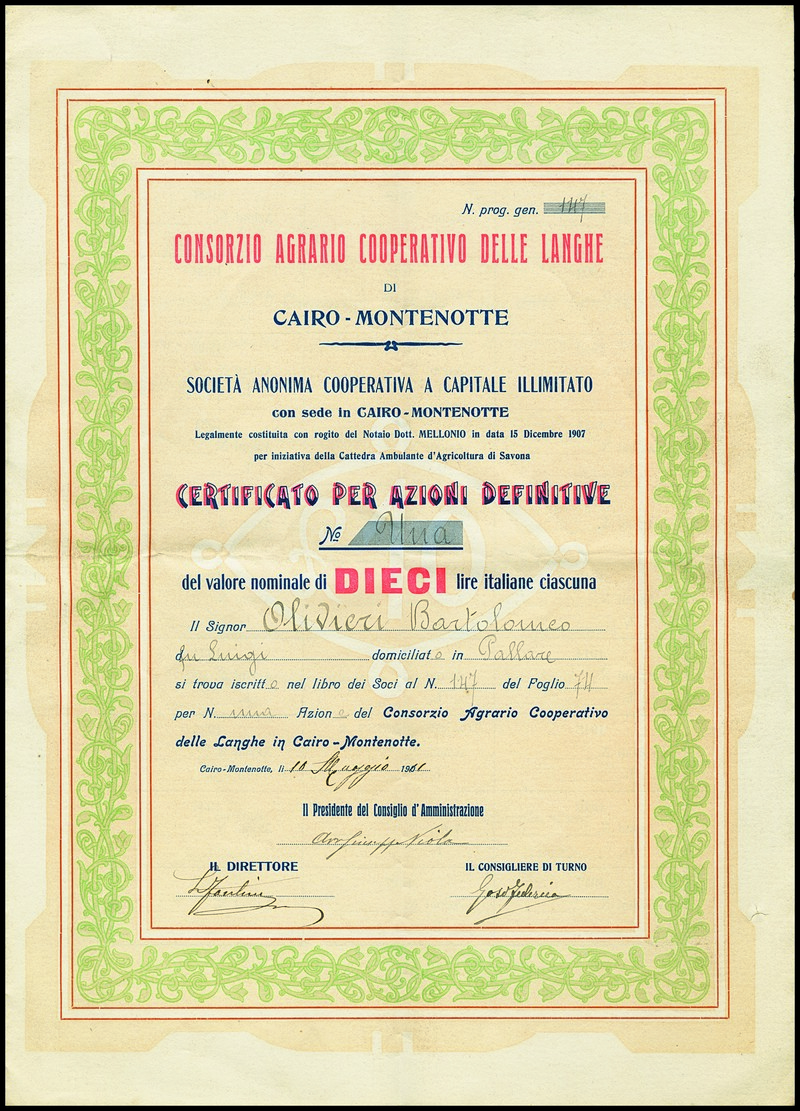 N. prog. gen. 147
CONSORZIO AGRARIO COOPERATIVO DELLE LANGHE
DI
CAIRO-MONTENOTTE
SOCIETÀ ANONIMA COOPERATIVA A CAPITALE ILLIMITATO
con sede in CAIRO-MONTENOTTE
Legalmente costituita con rogito del Notaio Dott. MELLONIO in data 15 Dicembre 1907
per iniziativa della Cattedra Ambulante d'Agricoltura di Savona
CERTIFICATO PER AZIONI DEFINITIVE
No Una
del valore nominale di DIECI lire italiane ciascuna
Il Signor Olivieri Bartolomeo
fu Luigi domiciliato in Pallare
si trova iscritto nel libro dei Soci al N. 147 del Foglio 74
per N. una Azione del Consorzio Agrario Cooperativo
delle Langhe in Cairo-Montenotte.
Cairo-Montenotte, li 10 Maggio
Il Presidente del Consiglio d'Amministrazione
IL DIRETTORE IL CONSIGLIERE DI TURNO